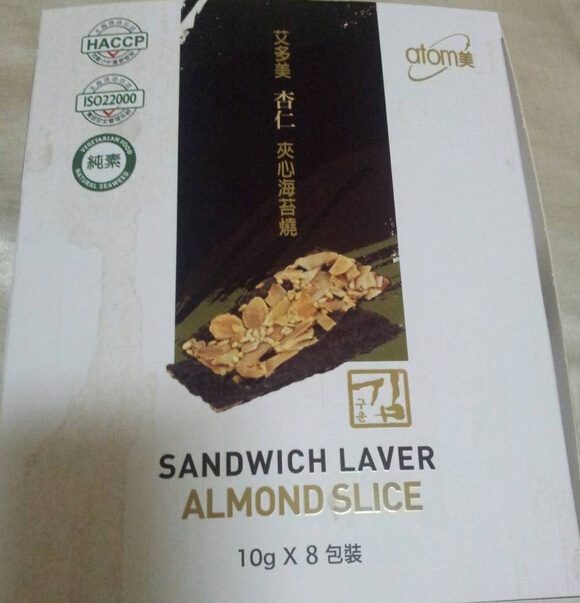 HACCP
ISO22000
VEGETARIAN FOOD
純素
NATURAL SEAWEED
艾多美 杏仁 夾心海苔燒
atom美
구운
김
SANDWICH LAVER
ALMOND SLICE
10g X 8 包裝